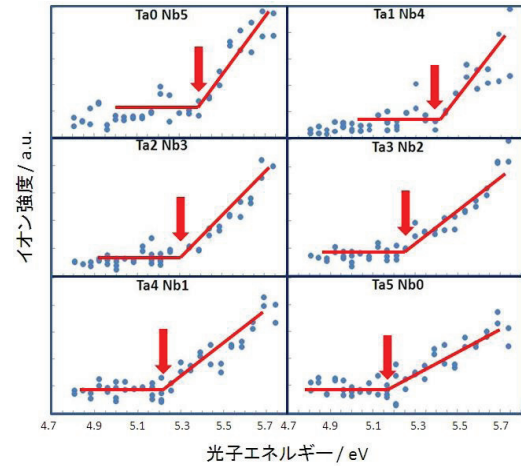 Ta0 Nb5
Ta1 Nb4
Ta2 Nb3
Ta3 Nb2
Ta4 Nb1
Ta5 Nb0
イオン強度 / a.u.
4.7 4.9 5.1 5.3 5.5 5.7 4.7 4.9 5.1 5.3 5.5 5.7
光子エネルギー / eV